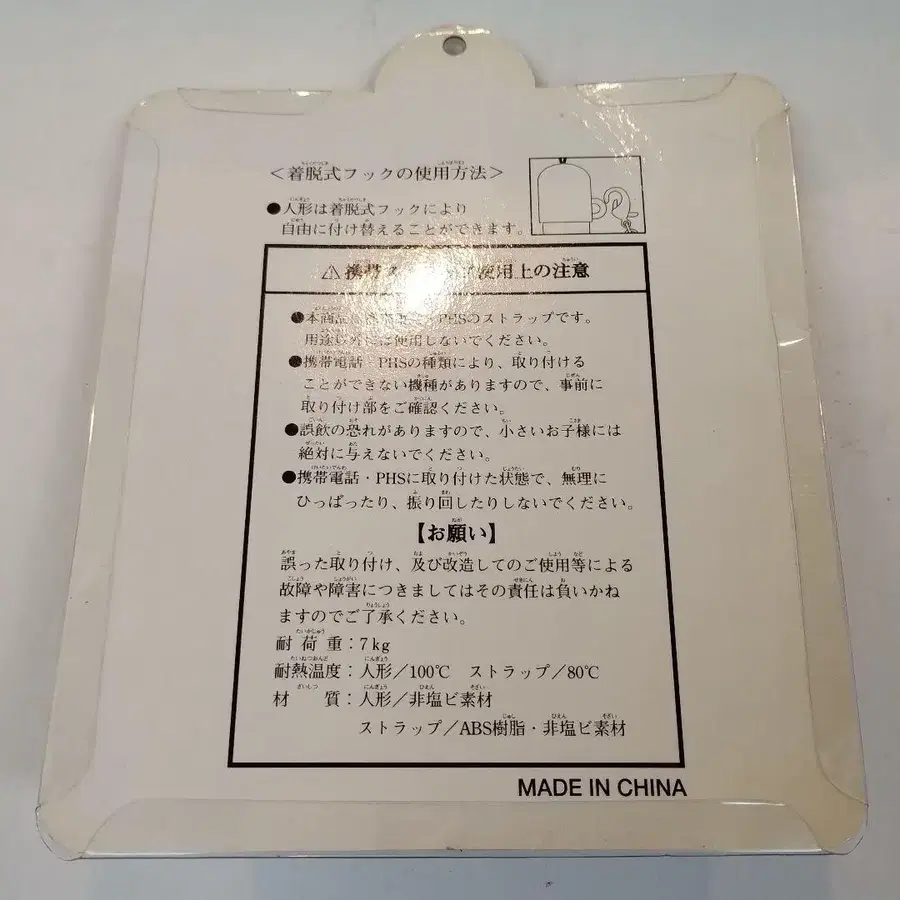 <着脱式フックの使用方法>
●人形は着脱式フックにより
自由に付け替えることができます。
⚠携帯ス 使用上の注意
●本商品 PHSのストラップです。
用途以外には使用しないでください。
●携帯電話・PHSの種類により、取り付ける
ことができない機種がありますので、事前に
取り付け部をご確認ください。
●誤飲の恐れがありますので、小さいお子様には
絶対に与えないでください。
●携帯電話・PHSに取り付けた状態で、無理に
ひっぱったり、振り回したりしないでください。
【お願い】
誤った取り付け、及び改造してのご使用等による
故障や障害につきましてはその責任は負いかね
ますのでご了承ください。
耐荷重:7kg
耐熱温度:人形/100℃ ストラップ/80℃
材 質:人形/非塩ビ素材
ストラップ/ABS樹脂・非塩ビ素材
MADE IN CHINA